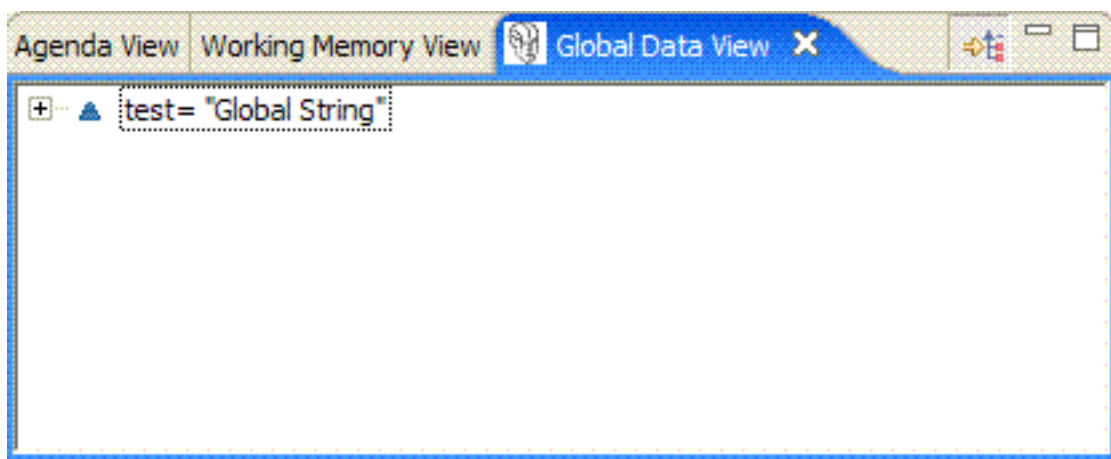 Agenda View Working Memory View Global Data View
test= "Global String"